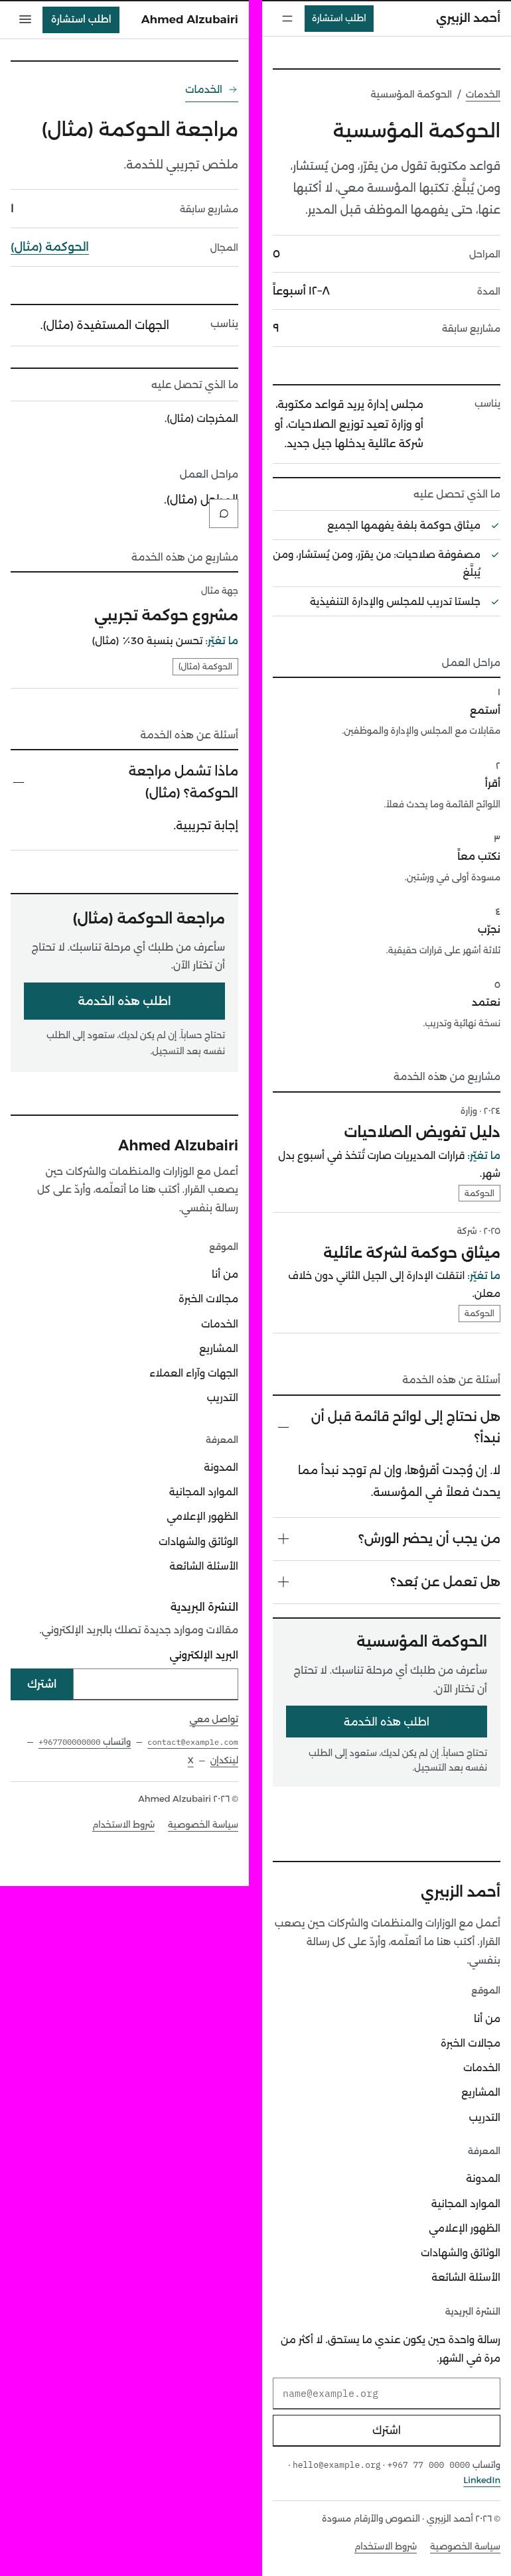 أحمد الزبيري
اطلب استشارة
الخدمات / الحوكمة المؤسسية
الحوكمة المؤسسية
قواعد مكتوبة تقول من يقرّر، ومن يُستشار،
ومن يُبلَّغ. تكتبها المؤسسة معي، لا أكتبها
عنها، حتى يفهمها الموظف قبل المدير.
المراحل
٥
المدة
٨–١٢ أسبوعاً
مشاريع سابقة
٩
يناسب
مجلس إدارة يريد قواعد مكتوبة،
أو وزارة تعيد توزيع الصلاحيات، أو
شركة عائلية يدخلها جيل جديد.
ما الذي تحصل عليه
ميثاق حوكمة بلغة يفهمها الجميع
مصفوفة صلاحيات: من يقرّر، ومن يُستشار، ومن
يُبلَّغ
جلستا تدريب للمجلس والإدارة التنفيذية
مراحل العمل
١
أستمع
مقابلات مع المجلس والإدارة والموظفين.
٢
أقرأ
اللوائح القائمة وما يحدث فعلاً.
٣
نكتب معاً
مسودة أولى في ورشتين.
٤
نجرّب
ثلاثة أشهر على قرارات حقيقية.
٥
نعتمد
نسخة نهائية وتدريب.
مشاريع من هذه الخدمة
٢٠٢٤ · وزارة
دليل تفويض الصلاحيات
ما تغيّر: قرارات المديريات صارت تُتخذ في أسبوع بدل
شهر.
الحوكمة
٢٠٢٥ · شركة
ميثاق حوكمة لشركة عائلية
ما تغيّر: انتقلت الإدارة إلى الجيل الثاني دون خلاف
معلن.
الحوكمة
أسئلة عن هذه الخدمة
هل نحتاج إلى لوائح قائمة قبل أن
نبدأ؟
لا. إن وُجدت أقرؤها، وإن لم توجد نبدأ مما
يحدث فعلاً في المؤسسة.
من يجب أن يحضر الورش؟
هل تعمل عن بُعد؟
الحوكمة المؤسسية
سأعرف من طلبك أي مرحلة تناسبك. لا تحتاج
أن تختار الآن.
اطلب هذه الخدمة
تحتاج حساباً. إن لم يكن لديك، ستعود إلى الطلب
نفسه بعد التسجيل.
أحمد الزبيري
أعمل مع الوزارات والمنظمات والشركات حين يصعب
القرار. أكتب هنا ما أتعلّمه، وأردّ على كل رسالة
بنفسي.
الموقع
من أنا
مجالات الخبرة
الخدمات
المشاريع
التدريب
المعرفة
المدونة
الموارد المجانية
الظهور الإعلامي
الوثائق والشهادات
الأسئلة الشائعة
النشرة البريدية
رسالة واحدة حين يكون عندي ما يستحق. لا أكثر من
مرة في الشهر.
name@example.org
اشترك
واتساب +967 77 000 0000 · hello@example.org ·
LinkedIn
© ٢٠٢٦ أحمد الزبيري · النصوص والأرقام مسودة
سياسة الخصوصية شروط الاستخدام
Ahmed Alzubairi
اطلب استشارة
→ الخدمات
مراجعة الحوكمة (مثال)
ملخص تجريبي للخدمة.
مشاريع سابقة
١
المجال
الحوكمة (مثال)
يناسب
الجهات المستفيدة (مثال).
ما الذي تحصل عليه
المخرجات (مثال).
مراحل العمل
المراحل (مثال).
مشاريع من هذه الخدمة
جهة مثال
مشروع حوكمة تجريبي
ما تغيّر: تحسن بنسبة 30٪ (مثال)
الحوكمة (مثال)
أسئلة عن هذه الخدمة
ماذا تشمل مراجعة
الحوكمة؟ (مثال)
إجابة تجريبية.
مراجعة الحوكمة (مثال)
سأعرف من طلبك أي مرحلة تناسبك. لا تحتاج
أن تختار الآن.
اطلب هذه الخدمة
تحتاج حساباً. إن لم يكن لديك، ستعود إلى الطلب
نفسه بعد التسجيل.
Ahmed Alzubairi
أعمل مع الوزارات والمنظمات والشركات حين
يصعب القرار. أكتب هنا ما أتعلّمه، وأردّ على كل
رسالة بنفسي.
الموقع
من أنا
مجالات الخبرة
الخدمات
المشاريع
الجهات وآراء العملاء
التدريب
المعرفة
المدونة
الموارد المجانية
الظهور الإعلامي
الوثائق والشهادات
الأسئلة الشائعة
النشرة البريدية
مقالات وموارد جديدة تصلك بالبريد الإلكتروني.
البريد الإلكتروني
اشترك
تواصل معي
contact@example.com — واتساب +967700000000 —
لينكدإن — X
© ٢٠٢٦ Ahmed Alzubairi
سياسة الخصوصية شروط الاستخدام